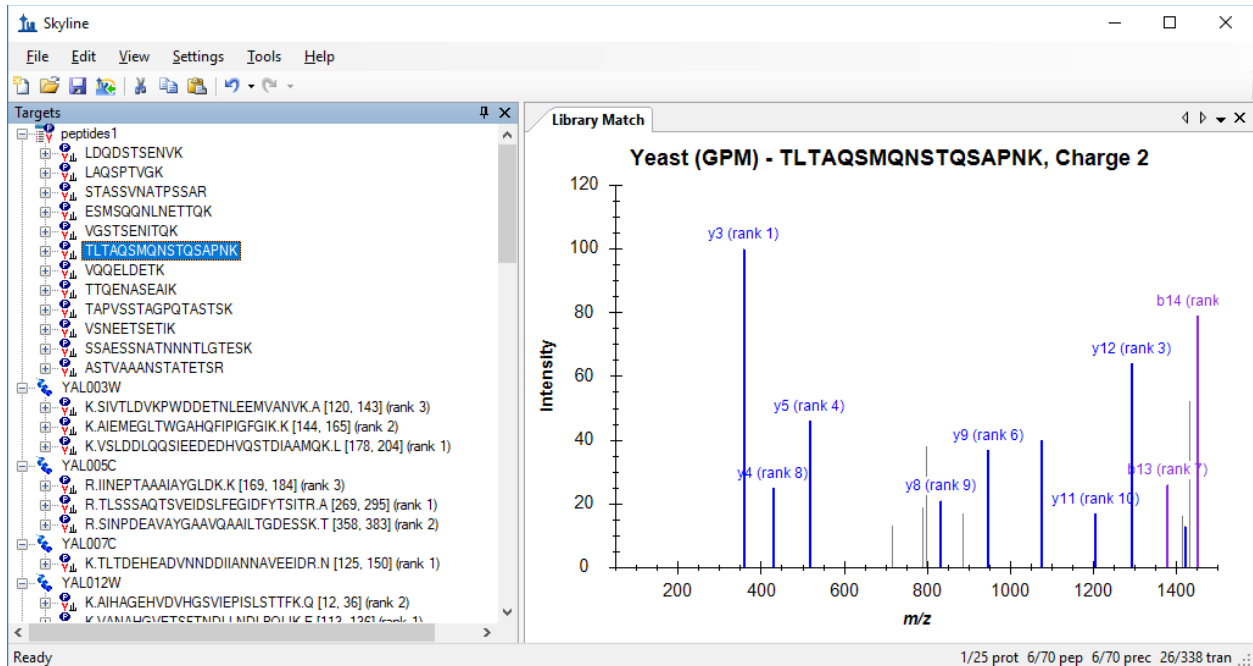 Skyline
File Edit View Settings Tools Help
Targets
peptides1
LDQDSTSENVK
LAQSPTVGK
STASSVNATPSSAR
ESMSQQNLNETTQK
VGSTSENITQK
TLTAQSMQNSTQSAPNK
VQQELDETK
TTQENASEAIK
TAPVSSTAGPQTASTSK
VSNEETSETIK
SSAESSNATNNNTLGTESK
ASTVAAANSTATETSR
YAL003W
K.SIVTLDVKPWDDETNLEEMVANVK.A [120, 143] (rank 3)
K.AIEMEGLTWGAHQFIPIGFGIK.K [144, 165] (rank 2)
K.VSLDDLQQSIEEDEDHVQSTDIAAMQK.L [178, 204] (rank 1)
YAL005C
R.IINEPTAAAIAYGLDK.K [169, 184] (rank 3)
R.TLSSSAQTSVEIDSLFEGIDFYTSITR.A [269, 295] (rank 1)
R.SINPDEAVAYGAAVQAAILTGDESSK.T [358, 383] (rank 2)
YAL007C
K.TLTDEHEADVNNDDIIANNAVEEIDR.N [125, 150] (rank 1)
YAL012W
K.AIHAGEHVDVHGSVIEPISLSTTFK.Q [12, 36] (rank 2)
Library Match
Yeast (GPM) - TLTAQSMQNSTQSAPNK, Charge 2
120
100
80
60
40
20
0
Intensity
y3 (rank 1)
b14 (rank
y12 (rank 3)
y5 (rank 4)
y9 (rank 6)
y4 (rank 8)
b13 (rank 7)
y8 (rank 9)
y11 (rank 10)
200 400 600 800 1000 1200 1400
m/z
Ready
1/25 prot 6/70 pep 6/70 prec 26/338 tran